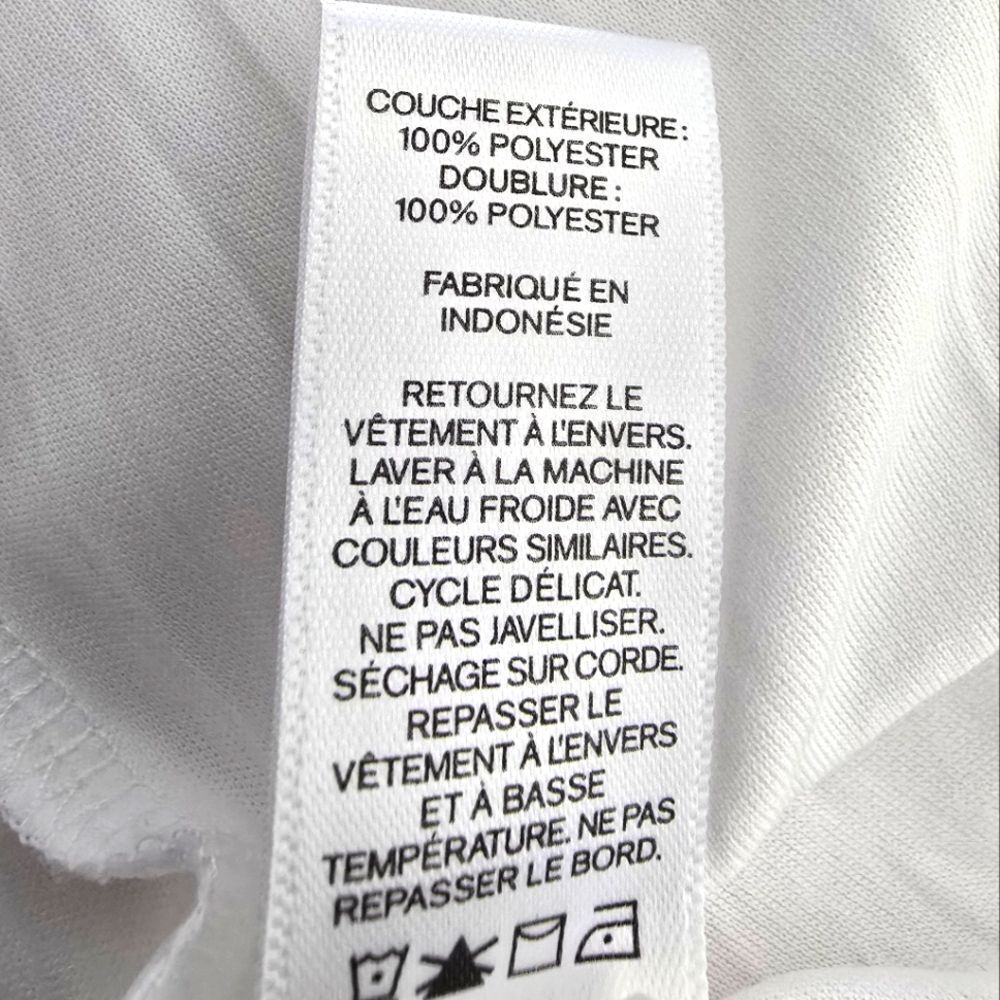 COUCHE EXTÉRIEURE:
100% POLYESTER
DOUBLURE :
100% POLYESTER
FABRIQUÉ EN
INDONÉSIE
RETOURNEZ LE
VÊTEMENT À L'ENVERS.
LAVER À LA MACHINE
À L'EAU FROIDE AVEC
COULEURS SIMILAIRES.
CYCLE DÉLICAT.
NE PAS JAVELLISER.
SÉCHAGE SUR CORDE.
REPASSER LE
VÊTEMENT À L'ENVERS
ET À BASSE
TEMPÉRATURE. NE PAS
REPASSER LE BORD.